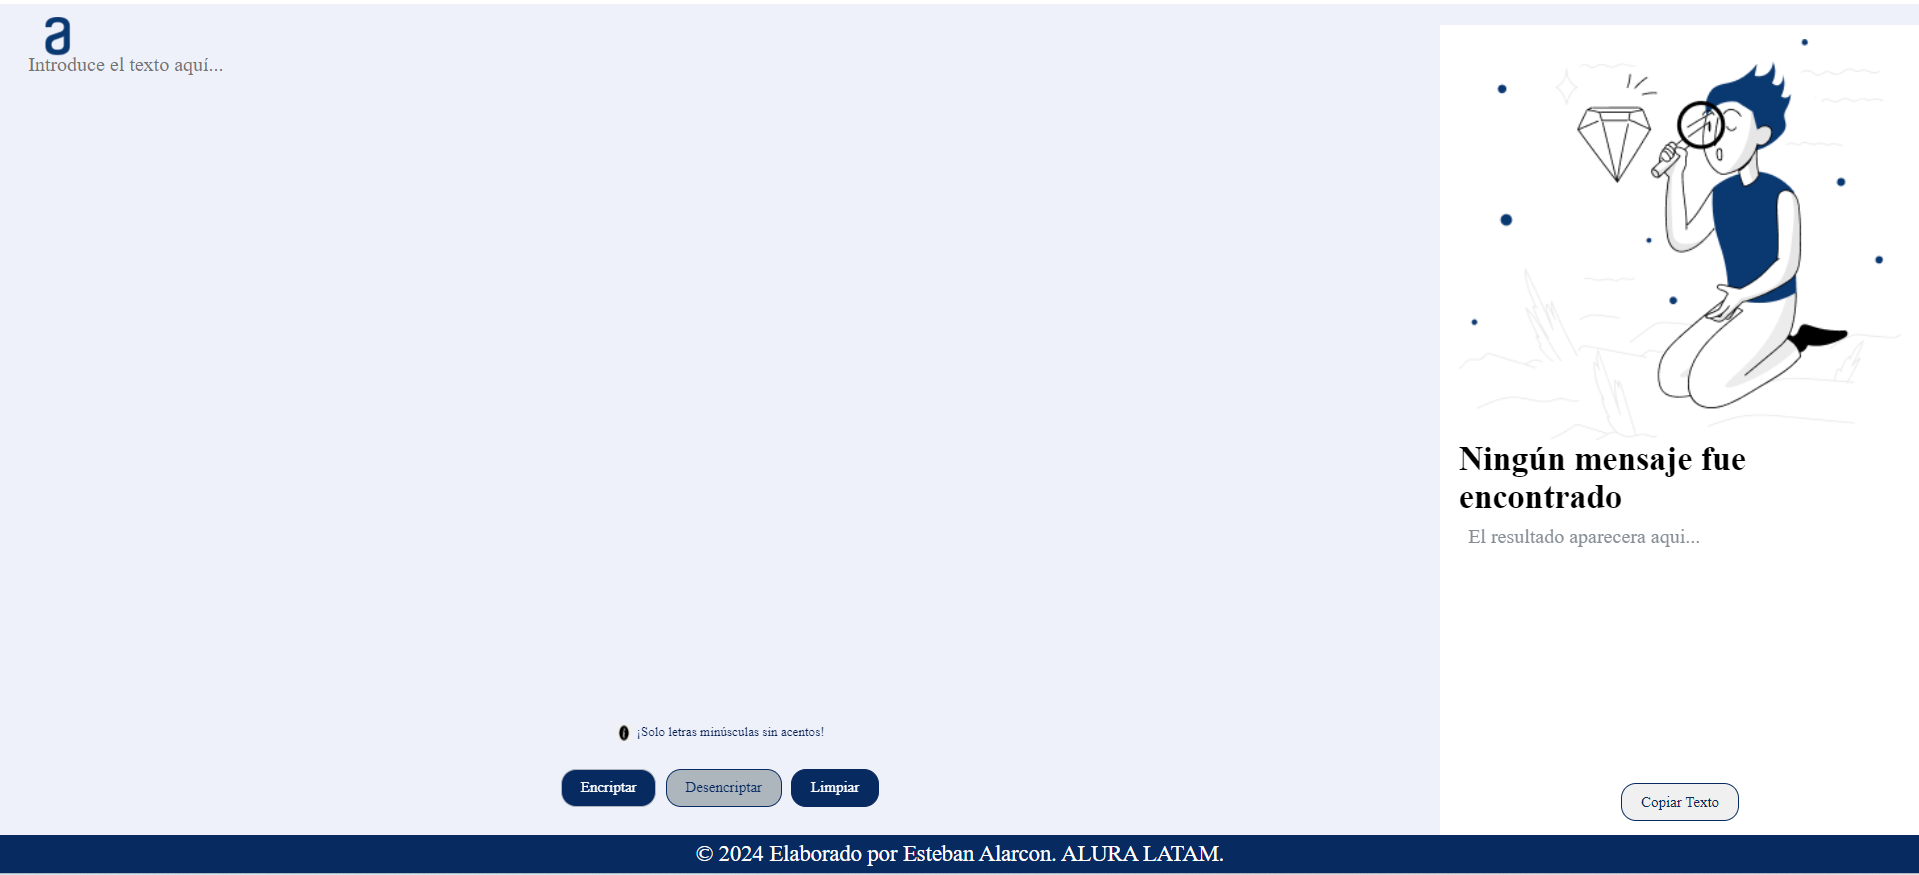 a
Introduce el texto aquí...
Ningún mensaje fue
encontrado
El resultado aparecera aqui...
¡Solo letras minúsculas sin acentos!
Encriptar
Desencriptar
Limpiar
Copiar Texto
© 2024 Elaborado por Esteban Alarcon. ALURA LATAM.